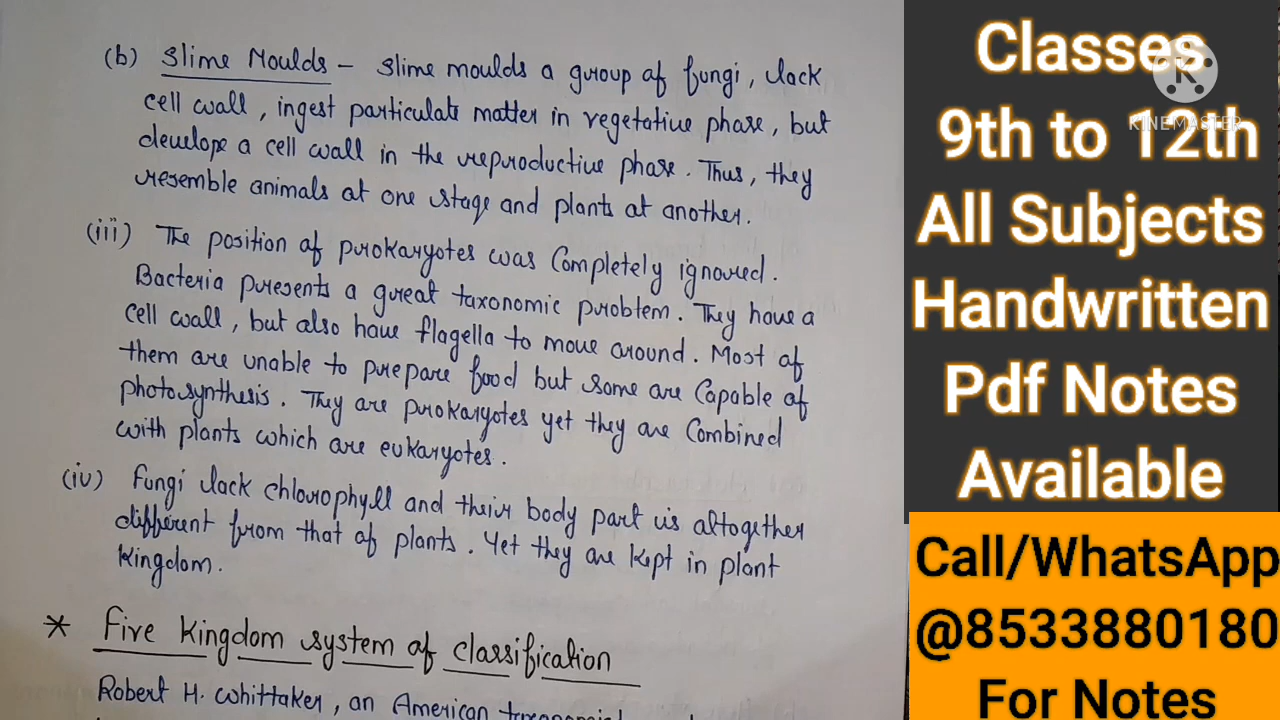 (b) Slime Moulds - Slime moulds a group of fungi, lack
cell wall, ingest particulate matter in vegetative phase, but
develope a cell wall in the reproductive phase. Thus, they
resemble animals at one stage and plants at another.
(iii) The position of prokaryotes was completely ignored.
Bacteria presents a great taxonomic problem. They have a
cell wall, but also have flagella to move around. Most of
them are unable to prepare food but some are capable of
photosynthesis. They are prokaryotes yet they are combined
with plants which are eukaryotes.
(iv) Fungi lack chlorophyll and their body part is altogether
different from that of plants. Yet they are kept in plant
kingdom.
* Five Kingdom system of classification
Robert H. Whittaker, an American taxonomist
Classes
9th to 12th
All Subjects
Handwritten
Pdf Notes
Available
Call/WhatsApp
@8533880180
For Notes
K
KINEMASTER